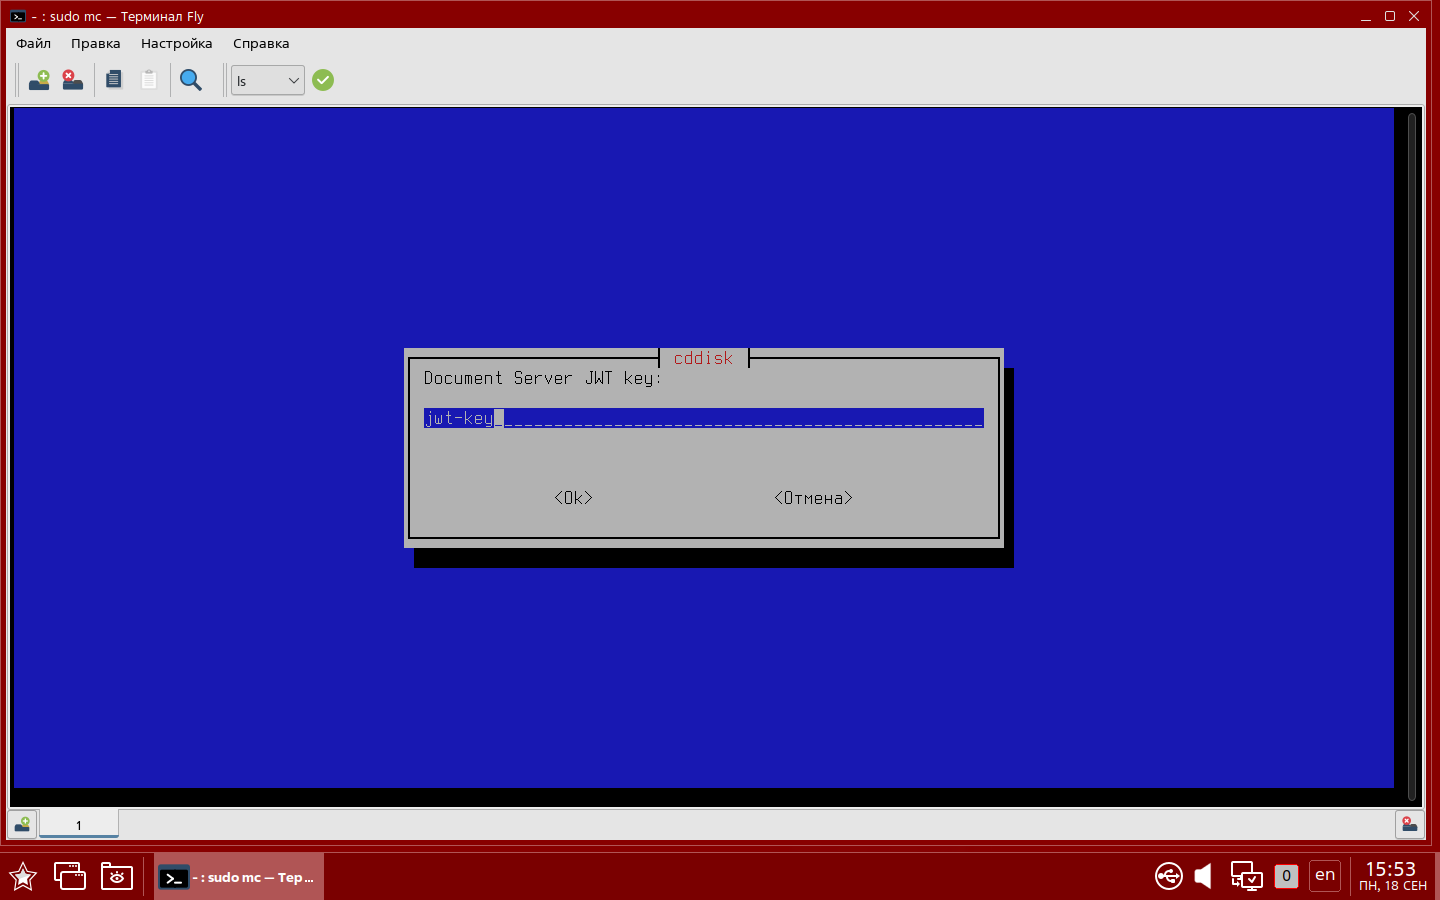 - : sudo mc — Терминал Fly
Файл Правка Настройка Справка
ls
cddisk
Document Server JWT key:
jwt-key
<Ok> <Отмена>
1
- : sudo mc — Тер...
0
en
15:53
ПН, 18 СЕН